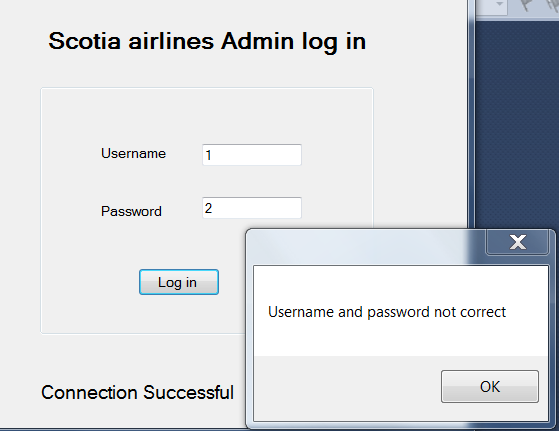 Scotia airlines Admin log in
Username 1
Password 2
Log in
Username and password not correct
OK
Connection Successful